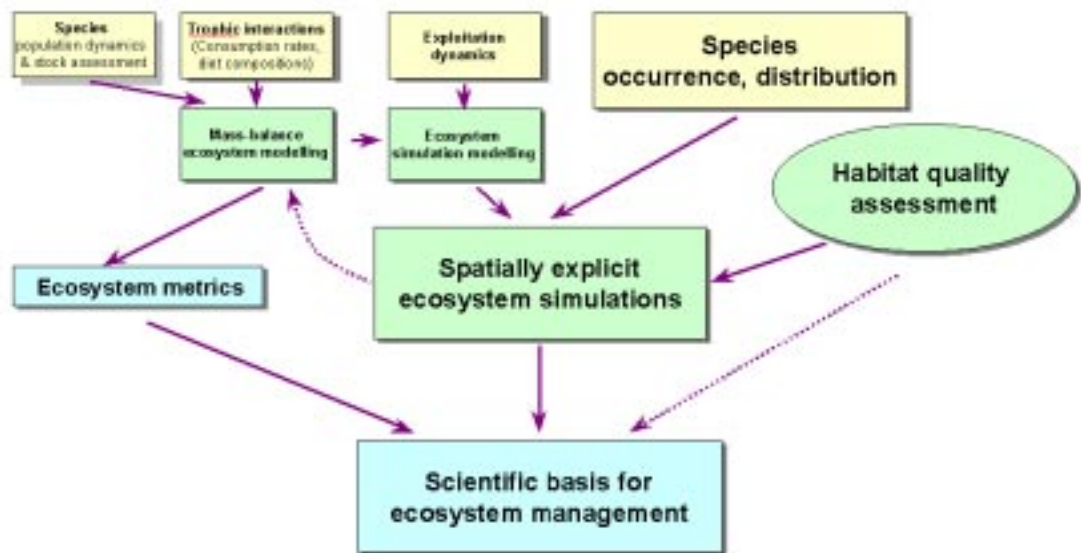 Species
population dynamics
& stock assessment
Trophic interactions
(Consumption rates,
diet compositions)
Exploitation
dynamics
Species
occurrence, distribution
Mass-balance
ecosystem modelling
Ecosystem
simulation modelling
Habitat quality
assessment
Spatially explicit
ecosystem simulations
Ecosystem metrics
Scientific basis for
ecosystem management